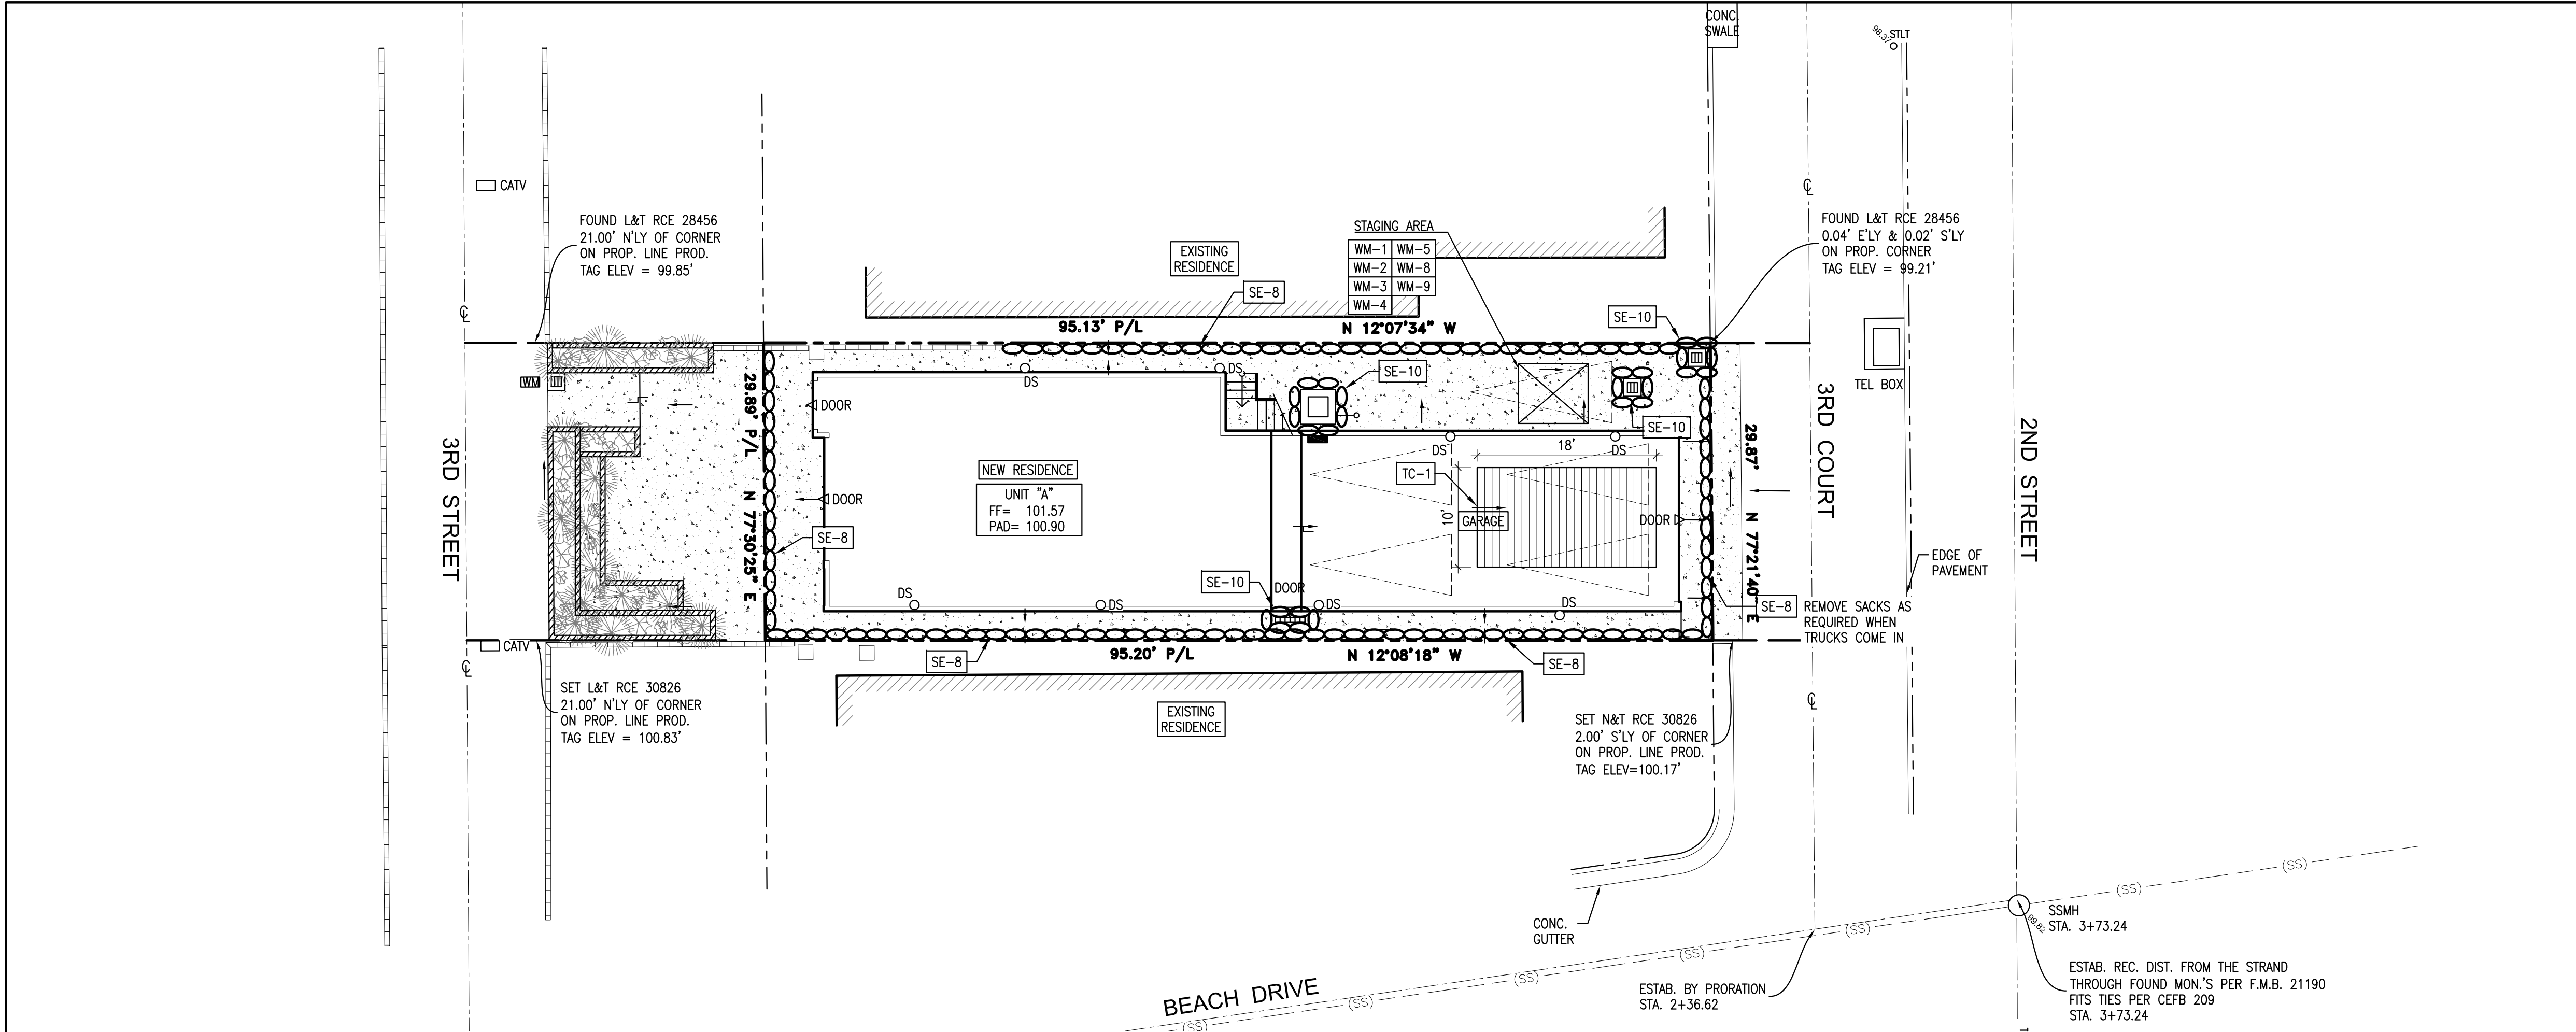 CONC.
SWALE
98.37
STLT
CATV
FOUND L&T RCE 28456
21.00' N'LY OF CORNER
ON PROP. LINE PROD.
TAG ELEV = 99.85'
EXISTING
RESIDENCE
SE-8
STAGING AREA
WM-1 WM-5
WM-2 WM-8
WM-3 WM-9
WM-4
SE-10
FOUND L&T RCE 28456
0.04' E'LY & 0.02' S'LY
ON PROP. CORNER
TAG ELEV = 99.21'
℄
℄
95.13' P/L
N 12°07'34" W
TEL BOX
WM
29.89' P/L N 77°30'25" E
DS
DS
DOOR
SE-10
SE-10
3RD STREET
3RD COURT
2ND STREET
NEW RESIDENCE
UNIT "A"
FF= 101.57
PAD= 100.90
DOOR
SE-8
DS
18'
DS
TC-1
10'
GARAGE
DOOR
29.87' N 77°21'40" E
EDGE OF
PAVEMENT
SE-10
DOOR
DS
DS
DS
DS
SE-8
REMOVE SACKS AS
REQUIRED WHEN
TRUCKS COME IN
CATV
℄
SE-8
95.20' P/L
N 12°08'18" W
SE-8
℄
SET L&T RCE 30826
21.00' N'LY OF CORNER
ON PROP. LINE PROD.
TAG ELEV = 100.83'
EXISTING
RESIDENCE
SET N&T RCE 30826
2.00' S'LY OF CORNER
ON PROP. LINE PROD.
TAG ELEV=100.17'
CONC.
GUTTER
BEACH DRIVE
(SS)
(SS)
(SS)
(SS)
(SS)
(SS)
(SS)
99.82
SSMH
STA. 3+73.24
ESTAB. BY PRORATION
STA. 2+36.62
ESTAB. REC. DIST. FROM THE STRAND
THROUGH FOUND MON.'S PER F.M.B. 21190
FITS TIES PER CEFB 209
STA. 3+73.24